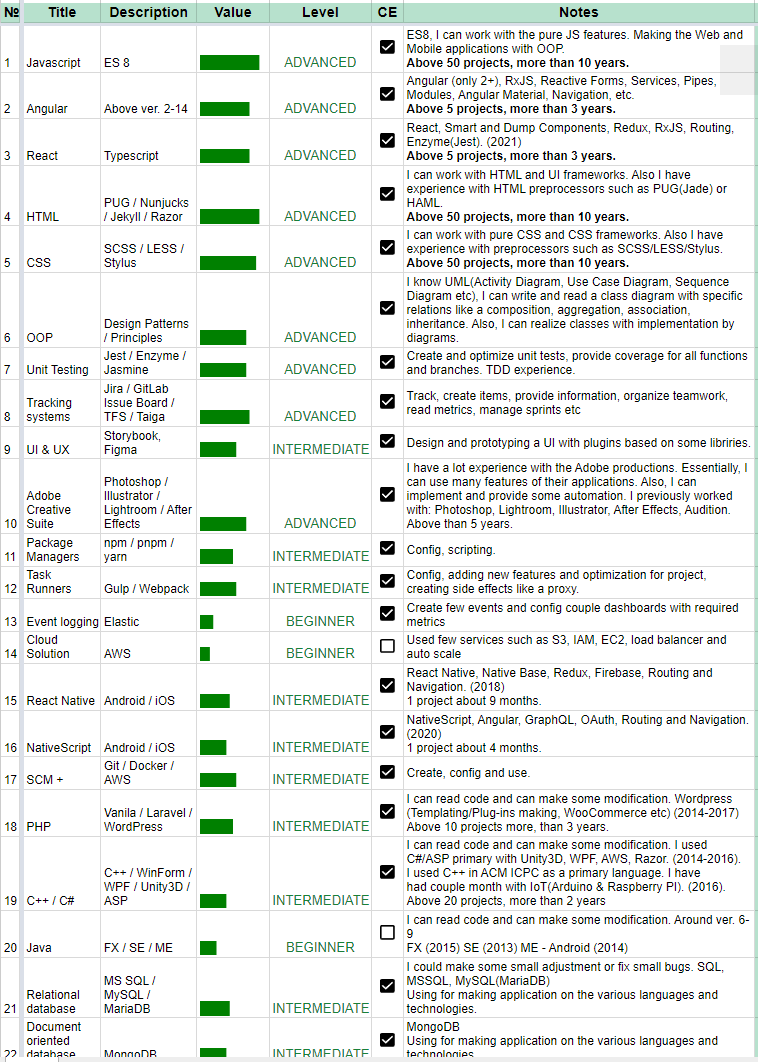 № Title Description Value Level CE Notes
ES8, I can work with the pure JS features. Making the Web and
Mobile applications with OOP.
1 Javascript ES 8 ADVANCED Above 50 projects, more than 10 years.
Angular (only 2+), RxJS, Reactive Forms, Services, Pipes,
Modules, Angular Material, Navigation, etc.
2 Angular Above ver. 2-14 ADVANCED Above 5 projects, more than 3 years.
React, Smart and Dump Components, Redux, RxJS, Routing,
Enzyme(Jest). (2021)
3 React Typescript ADVANCED Above 5 projects, more than 3 years.
I can work with HTML and UI frameworks. Also I have
experience with HTML preprocessors such as PUG(Jade) or
PUG / Nunjucks HAML.
4 HTML / Jekyll / Razor ADVANCED Above 50 projects, more than 10 years.
I can work with pure CSS and CSS frameworks. Also I have
SCSS / LESS / experience with preprocessors such as SCSS/LESS/Stylus.
5 CSS Stylus ADVANCED Above 50 projects, more than 10 years.
I know UML(Activity Diagram, Use Case Diagram, Sequence
Diagram etc), I can write and read a class diagram with specific
relations like a composition, aggregation, association,
Design Patterns inheritance. Also, I can realize classes with implementation by
6 OOP / Principles ADVANCED diagrams.
Jest / Enzyme / Create and optimize unit tests, provide coverage for all functions
7 Unit Testing Jasmine ADVANCED and branches. TDD experience.
Jira / GitLab
Issue Board / Track, create items, provide information, organize teamwork,
8 Tracking systems TFS / Taiga ADVANCED read metrics, manage sprints etc
Storybook,
9 UI & UX Figma INTERMEDIATE Design and prototyping a UI with plugins based on some libriries.
I have a lot experience with the Adobe productions. Essentially, I
Photoshop / can use many features of their applications. Also, I can
Adobe Illustrator / implement and provide some automation. I previously worked
Creative Lightroom / After with: Photoshop, Lightroom, Illustrator, After Effects, Audition.
10 Suite Effects ADVANCED Above than 5 years.
Package npm / pnpm /
11 Managers yarn INTERMEDIATE Config, scripting.
Task Config, adding new features and optimization for project,
12 Runners Gulp / Webpack INTERMEDIATE creating side effects like a proxy.
Create few events and config couple dashboards with required
13 Event logging Elastic BEGINNER metrics
Cloud Used few services such as S3, IAM, EC2, load balancer and
14 Solution AWS BEGINNER auto scale
React Native, Native Base, Redux, Firebase, Routing and
Navigation. (2018)
15 React Native Android / iOS INTERMEDIATE 1 project about 9 months.
NativeScript, Angular, GraphQL, OAuth, Routing and Navigation.
(2020)
16 NativeScript Android / iOS INTERMEDIATE 1 project about 4 months.
Git / Docker /
17 SCM + AWS INTERMEDIATE Create, config and use.
I can read code and can make some modification. Wordpress
Vanila / Laravel / (Templating/Plug-ins making, WooCommerce etc) (2014-2017)
18 PHP WordPress INTERMEDIATE Above 10 projects more, than 3 years.
I can read code and can make some modification. I used
C#/ASP primary with Unity3D, WPF, AWS, Razor. (2014-2016).
C++ / WinForm / I used C++ in ACM ICPC as a primary language. I have
WPF / Unity3D / had couple month with IoT(Arduino & Raspberry PI). (2016).
19 C++ / C# ASP INTERMEDIATE Above 20 projects, more than 2 years
I can read code and can make some modification. Around ver. 6-
9
20 Java FX / SE / ME BEGINNER FX (2015) SE (2013) ME - Android (2014)
I could make some small adjustment or fix small bugs. SQL,
MS SQL / MSSQL, MySQL(MariaDB)
Relational MySQL / Using for making application on the various languages and
21 database MariaDB INTERMEDIATE technologies.
Document MongoDB
oriented Using for making application on the various languages and
22 database MongoDB INTERMEDIATE technologies